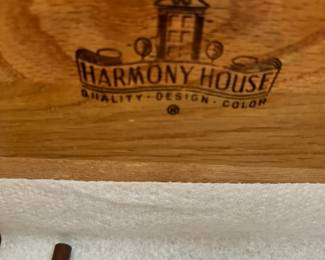 HARMONY HOUSE
QUALITY - DESIGN - COLOR
®